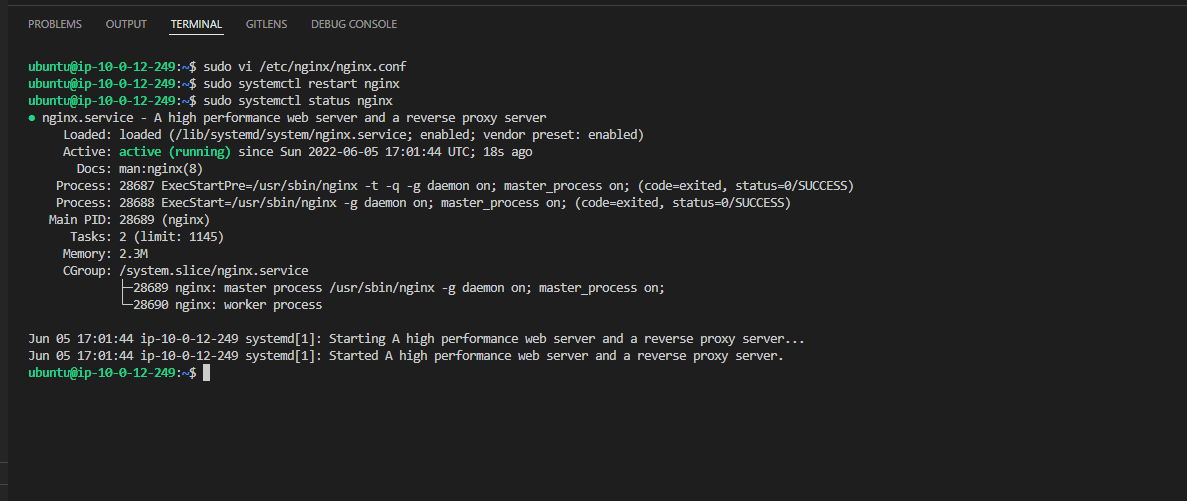 PROBLEMS OUTPUT TERMINAL GITLENS DEBUG CONSOLE
ubuntu@ip-10-0-12-249:~$ sudo vi /etc/nginx/nginx.conf
ubuntu@ip-10-0-12-249:~$ sudo systemctl restart nginx
ubuntu@ip-10-0-12-249:~$ sudo systemctl status nginx
● nginx.service - A high performance web server and a reverse proxy server
Loaded: loaded (/lib/systemd/system/nginx.service; enabled; vendor preset: enabled)
Active: active (running) since Sun 2022-06-05 17:01:44 UTC; 18s ago
Docs: man:nginx(8)
Process: 28687 ExecStartPre=/usr/sbin/nginx -t -q -g daemon on; master_process on; (code=exited, status=0/SUCCESS)
Process: 28688 ExecStart=/usr/sbin/nginx -g daemon on; master_process on; (code=exited, status=0/SUCCESS)
Main PID: 28689 (nginx)
Tasks: 2 (limit: 1145)
Memory: 2.3M
CGroup: /system.slice/nginx.service
├─28689 nginx: master process /usr/sbin/nginx -g daemon on; master_process on;
└─28690 nginx: worker process
Jun 05 17:01:44 ip-10-0-12-249 systemd[1]: Starting A high performance web server and a reverse proxy server...
Jun 05 17:01:44 ip-10-0-12-249 systemd[1]: Started A high performance web server and a reverse proxy server.
ubuntu@ip-10-0-12-249:~$